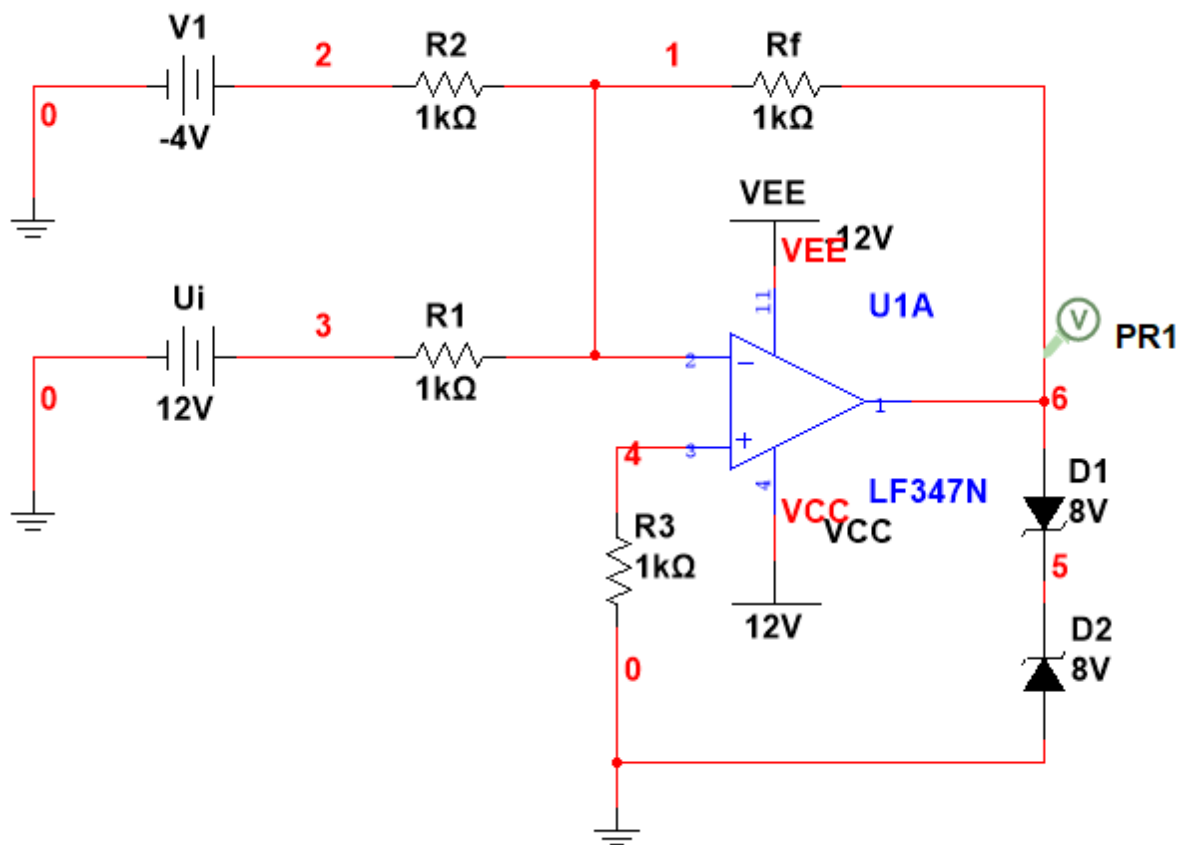 V1
2
R2
1
Rf
0
-4V
1kΩ
1kΩ
VEE
-12V
VEE
11
U1A
Ui
3
R1
PR1
V
0
12V
1kΩ
2
−
1
6
+
3
4
4
LF347N
D1
8V
VCC
VCC
R3
1kΩ
5
12V
D2
8V
0